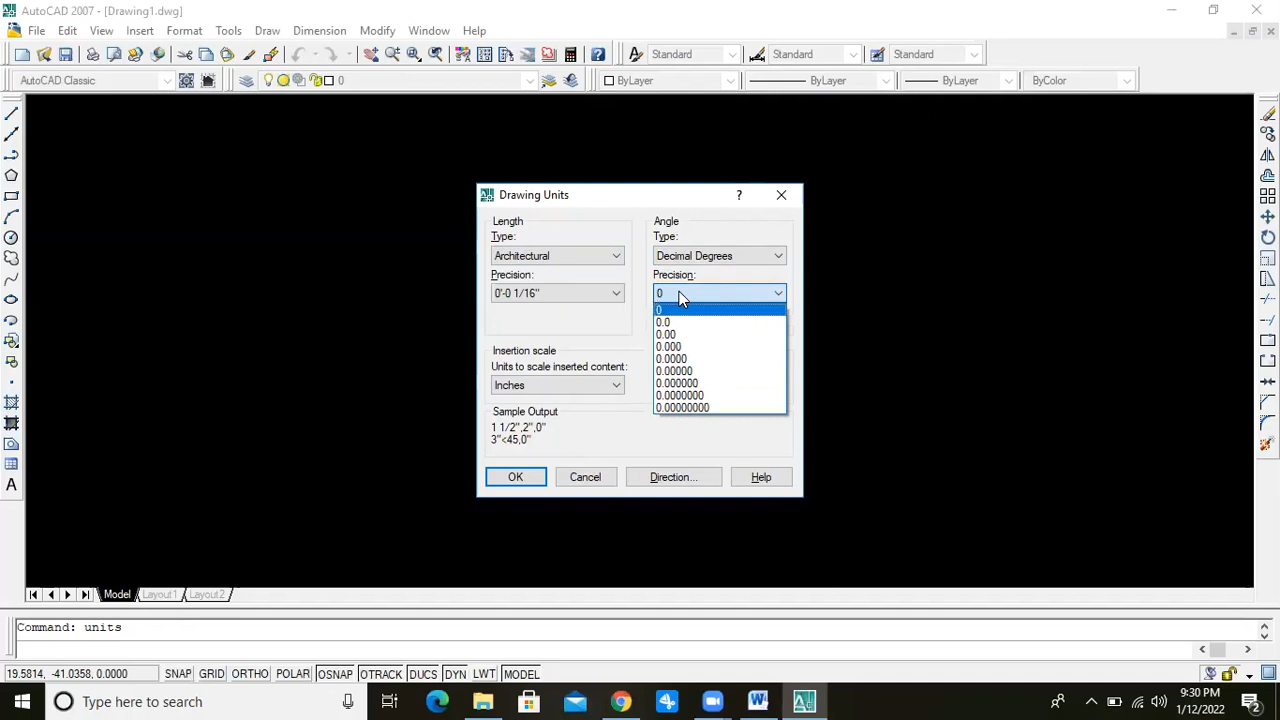 AutoCAD 2007 - [Drawing1.dwg]
File Edit View Insert Format Tools Draw Dimension Modify Window Help
Standard Standard Standard
AutoCAD Classic 0 ByLayer ByLayer ByLayer ByColor
Drawing Units ?
Length Angle
Type: Type:
Architectural Decimal Degrees
Precision: Precision:
0'-0 1/16" 0
0
0.0
0.00
0.000
0.0000
0.00000
0.000000
0.0000000
0.00000000
Insertion scale
Units to scale inserted content:
Inches
Sample Output
1 1/2",2",0"
3"<45,0"
OK Cancel Direction... Help
A
Model Layout1 Layout2
Command: units
19.5814, -41.0358, 0.0000 SNAP GRID ORTHO POLAR OSNAP OTRACK DUCS DYN LWT MODEL
Type here to search
9:30 PM
1/12/2022
2